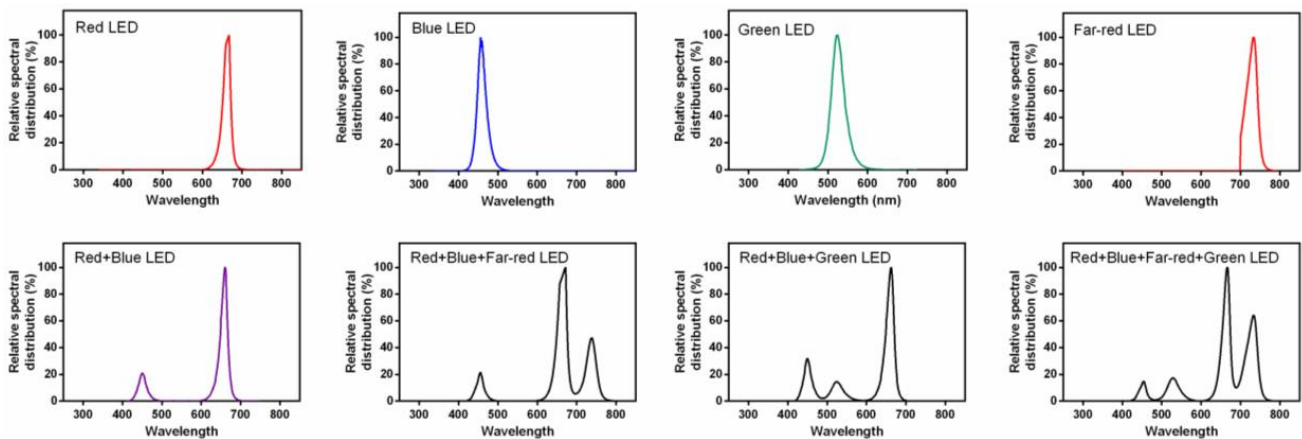 Red LED
Relative spectral
distribution (%)
100
80
60
40
20
0
300 400 500 600 700 800
Wavelength
Blue LED
Relative spectral
distribution (%)
100
80
60
40
20
0
300 400 500 600 700 800
Wavelength
Green LED
Relative spectral
distribution (%)
100
80
60
40
20
0
300 400 500 600 700 800
Wavelength (nm)
Far-red LED
Relative spectral
distribution (%)
100
80
60
40
20
0
300 400 500 600 700 800
Wavelength
Red+Blue LED
Relative spectral
distribution (%)
100
80
60
40
20
0
300 400 500 600 700 800
Wavelength
Red+Blue+Far-red LED
Relative spectral
distribution (%)
100
80
60
40
20
0
300 400 500 600 700 800
Wavelength
Red+Blue+Green LED
Relative spectral
distribution (%)
100
80
60
40
20
0
300 400 500 600 700 800
Wavelength
Red+Blue+Far-red+Green LED
Relative spectral
distribution (%)
100
80
60
40
20
0
300 400 500 600 700 800
Wavelength